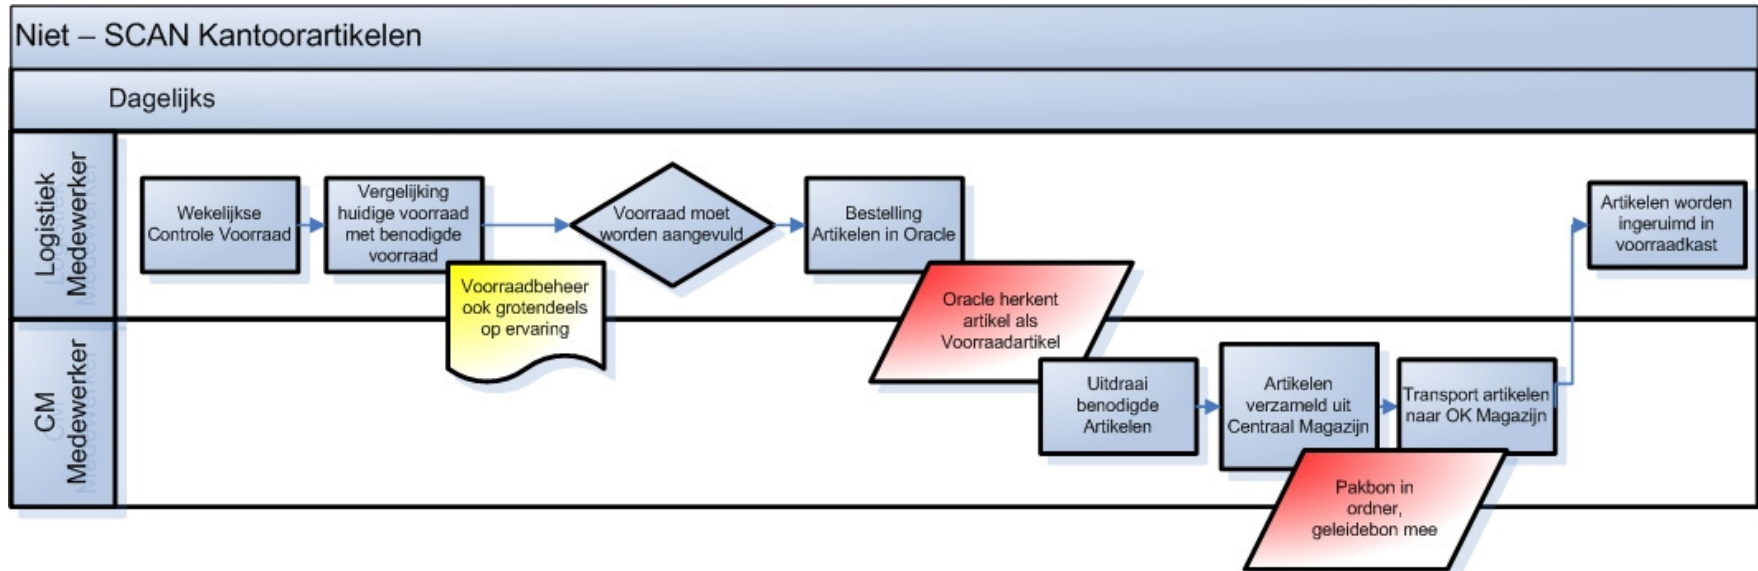 Niet – SCAN Kantoorartikelen
Dagelijks
Logistiek
Medewerker
Wekelijkse
Controle Voorraad
Vergelijking
huidige voorraad
met benodigde
voorraad
Voorraadbeheer
ook grotendeels
op ervaring
Voorraad moet
worden aangevuld
Bestelling
Artikelen in Oracle
Oracle herkent
artikel als
Voorraadartikel
Artikelen worden
ingeruimd in
voorraadkast
CM
Medewerker
Uitdraai
benodigde
Artikelen
Artikelen
verzameld uit
Centraal Magazijn
Transport artikelen
naar OK Magazijn
Pakbon in
ordner,
geleidebon mee